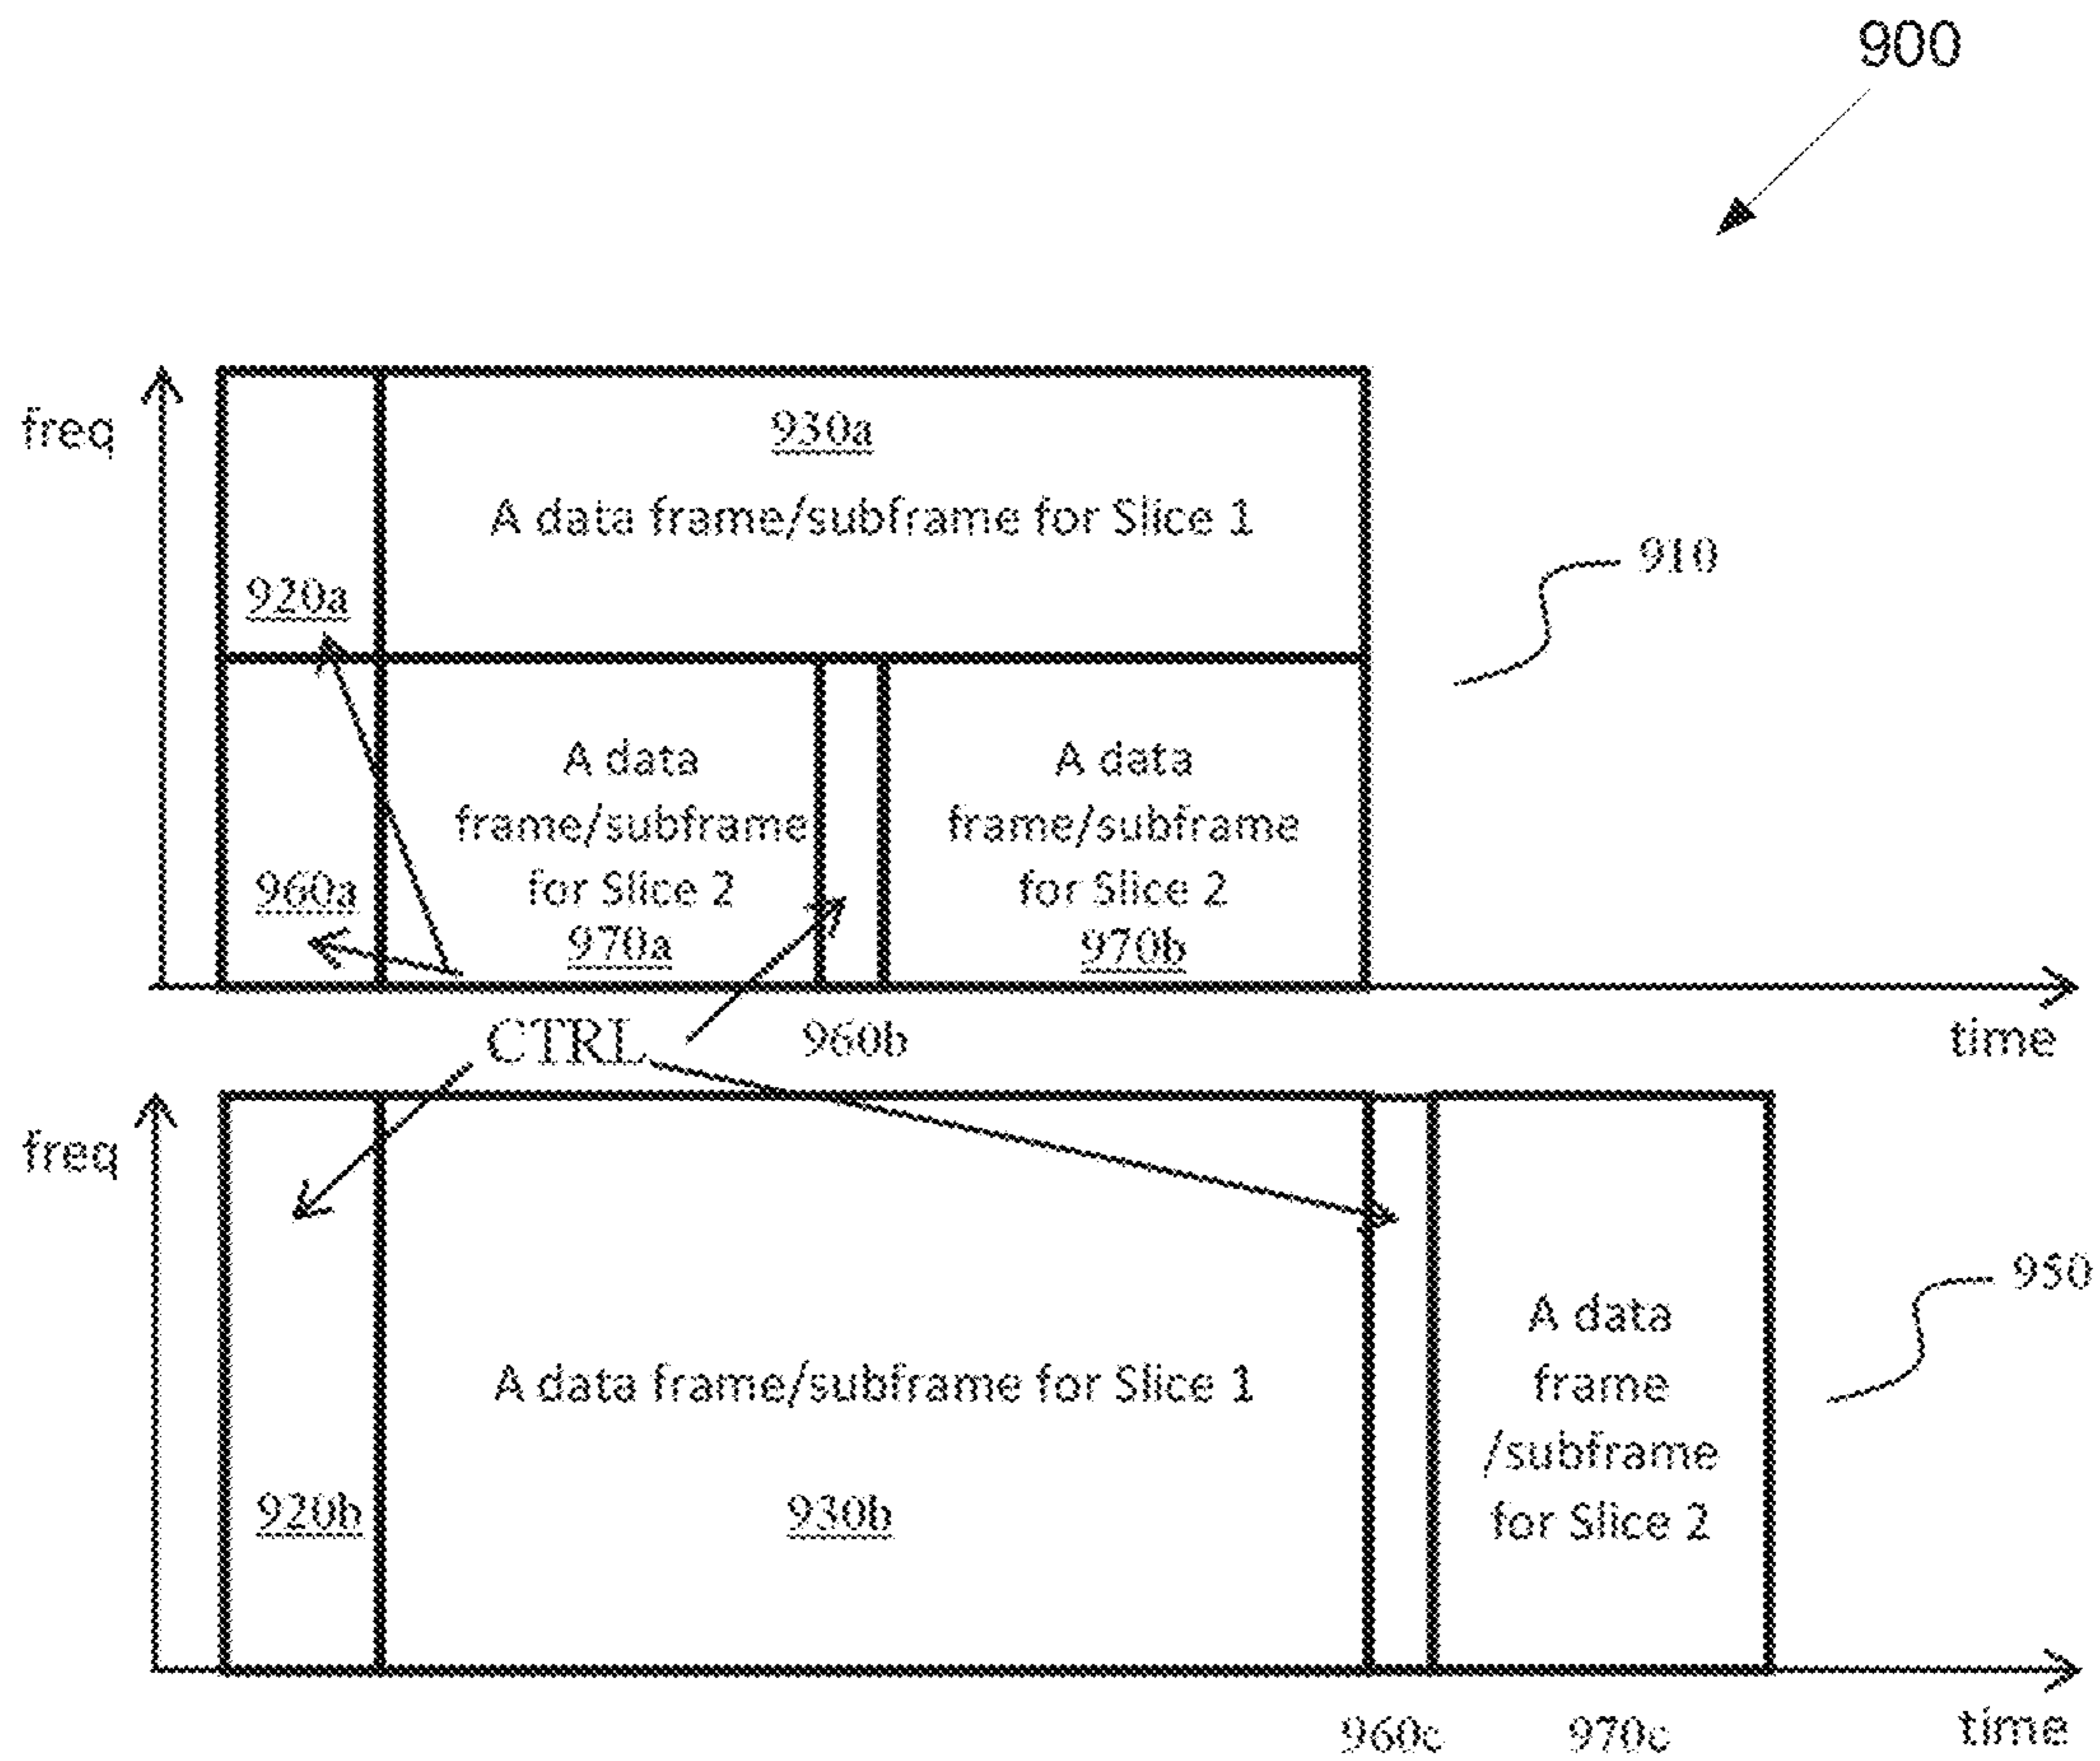 900
freq
930a
A data frame/subframe for Slice 1
920a
910
960a
A data
frame/subframe
for Slice 2
970a
A data
frame/subframe
for Slice 2
970b
CTRL
960b
time
freq
920b
A data frame/subframe for Slice 1
930b
A data
frame
/subframe
for Slice 2
950
960c
970c
time